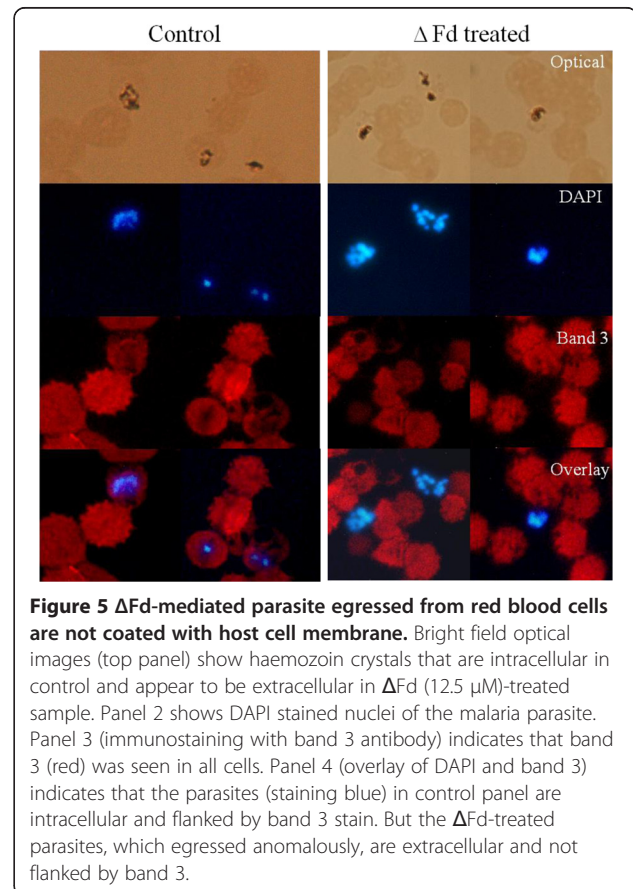 Control
Δ Fd treated
Optical
DAPI
Band 3
Overlay
Figure 5 ΔFd-mediated parasite egressed from red blood cells
are not coated with host cell membrane. Bright field optical
images (top panel) show haemozoin crystals that are intracellular in
control and appear to be extracellular in ΔFd (12.5 μM)-treated
sample. Panel 2 shows DAPI stained nuclei of the malaria parasite.
Panel 3 (immunostaining with band 3 antibody) indicates that band
3 (red) was seen in all cells. Panel 4 (overlay of DAPI and band 3)
indicates that the parasites (staining blue) in control panel are
intracellular and flanked by band 3 stain. But the ΔFd-treated
parasites, which egressed anomalously, are extracellular and not
flanked by band 3.